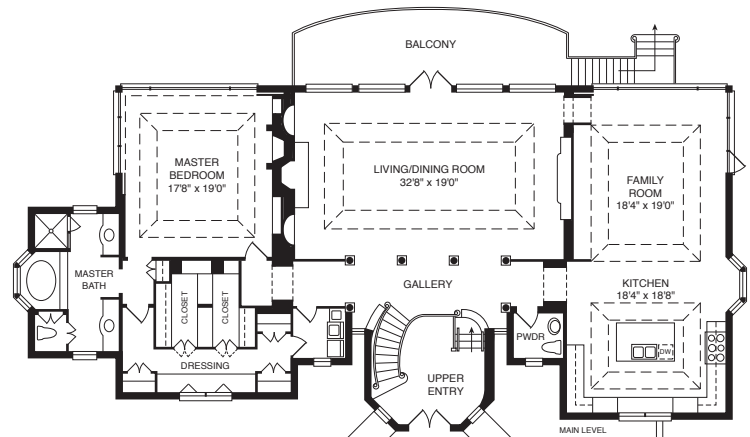 BALCONY
MASTER
BEDROOM
17'8" x 19'0"
LIVING/DINING ROOM
32'8" x 19'0"
FAMILY
ROOM
18'4" x 19'0"
MASTER
BATH
CLOSET
CLOSET
GALLERY
KITCHEN
18'4" x 18'8"
PWDR
DW
DRESSING
UPPER
ENTRY
MAIN LEVEL